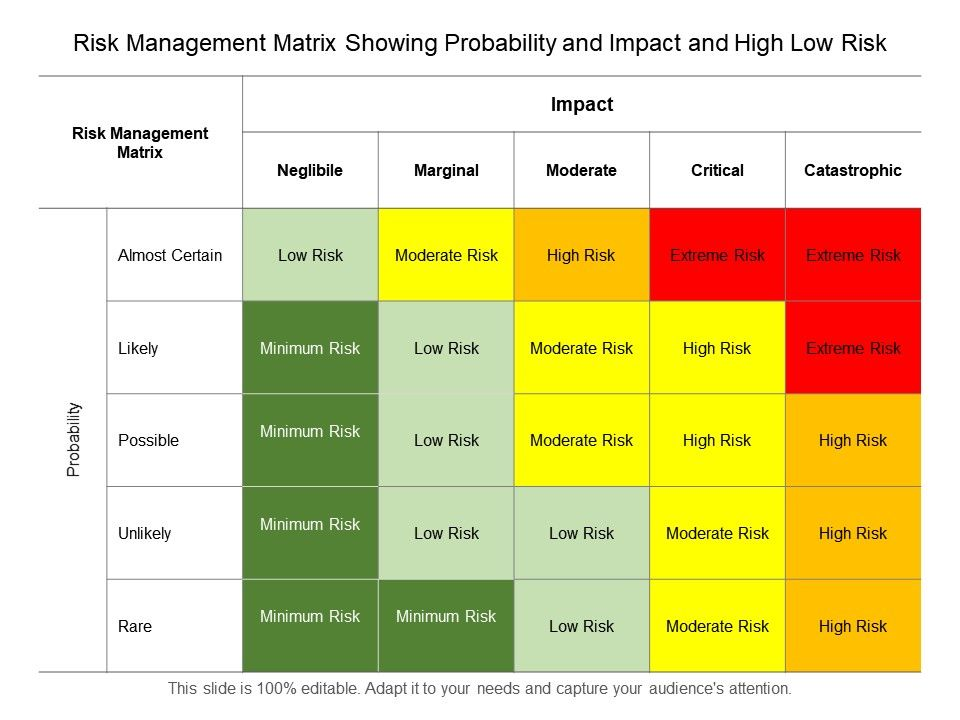 Risk Management Matrix Showing Probability and Impact and High Low Risk
Risk Management
Matrix
Impact
Neglibile
Marginal
Moderate
Critical
Catastrophic
Probability
Almost Certain
Low Risk
Moderate Risk
High Risk
Extreme Risk
Extreme Risk
Likely
Minimum Risk
Low Risk
Moderate Risk
High Risk
Extreme Risk
Possible
Minimum Risk
Low Risk
Moderate Risk
High Risk
High Risk
Unlikely
Minimum Risk
Low Risk
Low Risk
Moderate Risk
High Risk
Rare
Minimum Risk
Minimum Risk
Low Risk
Moderate Risk
High Risk
This slide is 100% editable. Adapt it to your needs and capture your audience's attention.